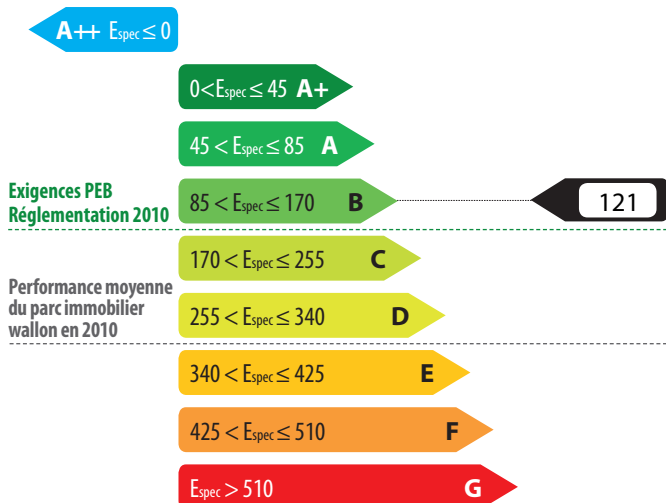 A++ Espec ≤ 0
0<Espec ≤ 45 A+
45 < Espec ≤ 85 A
Exigences PEB
Réglementation 2010
85 < Espec ≤ 170 B
121
170 < Espec ≤ 255 C
Performance moyenne
du parc immobilier
wallon en 2010
255 < Espec ≤ 340 D
340 < Espec ≤ 425 E
425 < Espec ≤ 510 F
Espec > 510 G